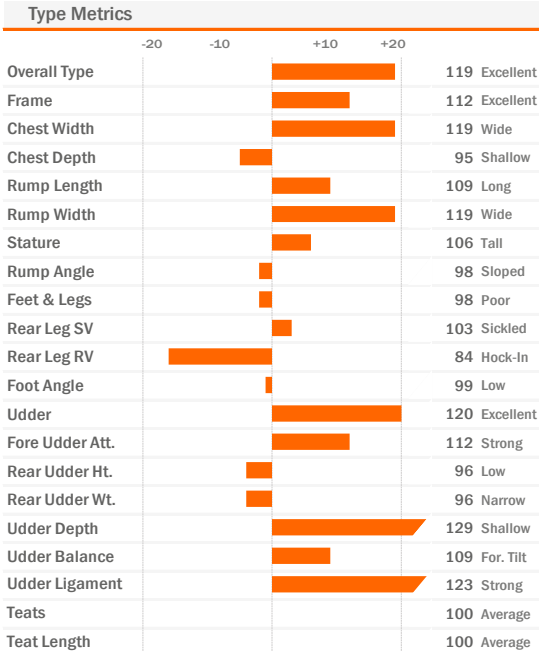 Type Metrics
-20 -10 +10 +20
Overall Type 119 Excellent
Frame 112 Excellent
Chest Width 119 Wide
Chest Depth 95 Shallow
Rump Length 109 Long
Rump Width 119 Wide
Stature 106 Tall
Rump Angle 98 Sloped
Feet & Legs 98 Poor
Rear Leg SV 103 Sickled
Rear Leg RV 84 Hock-In
Foot Angle 99 Low
Udder 120 Excellent
Fore Udder Att. 112 Strong
Rear Udder Ht. 96 Low
Rear Udder Wt. 96 Narrow
Udder Depth 129 Shallow
Udder Balance 109 For. Tilt
Udder Ligament 123 Strong
Teats 100 Average
Teat Length 100 Average